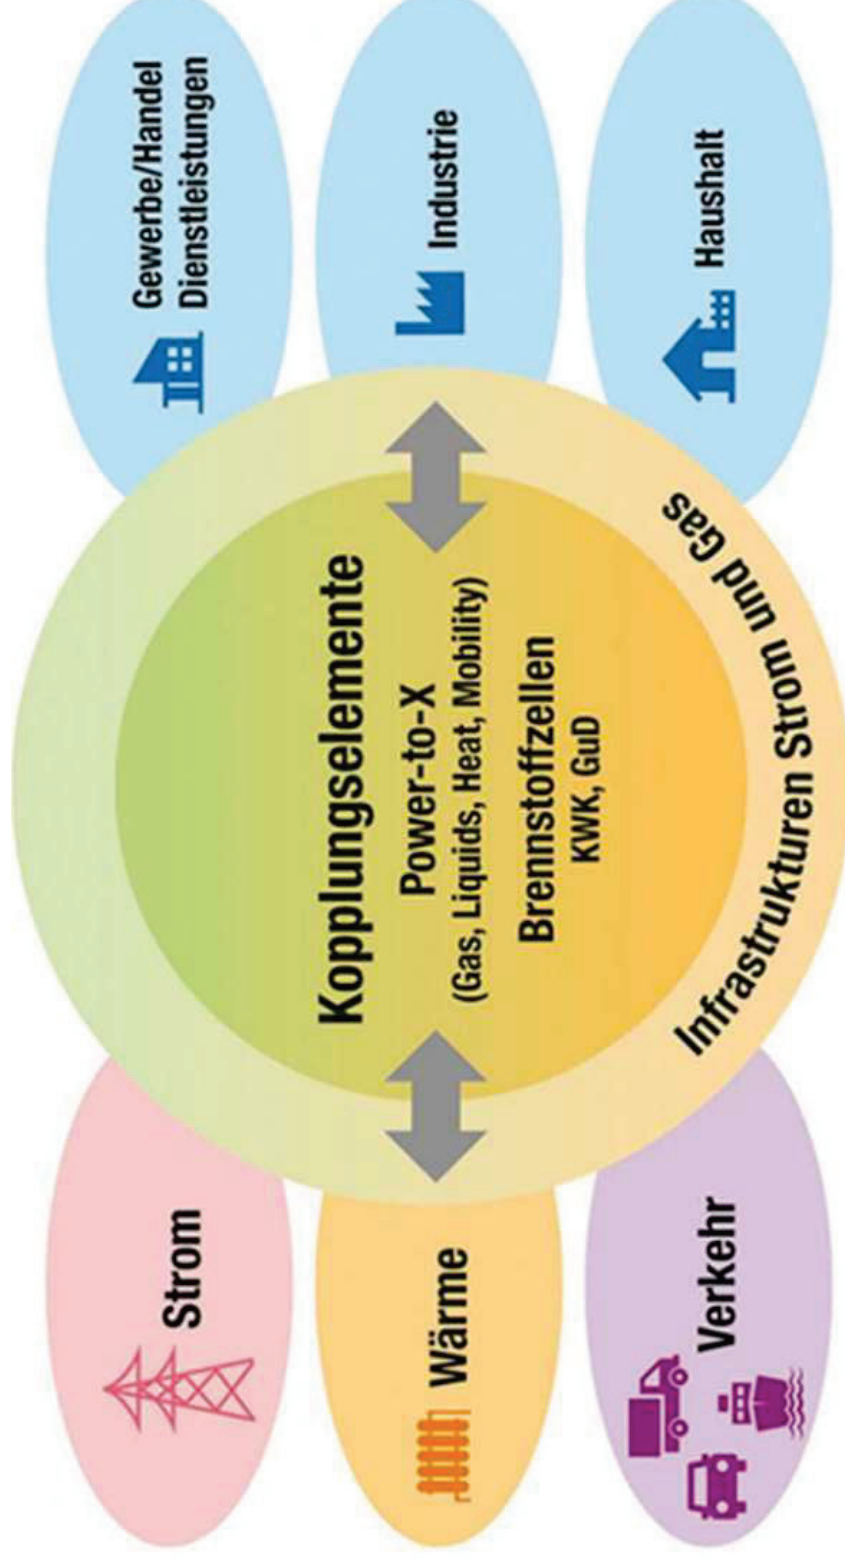 Strom
Wärme
Verkehr
Kopplungselemente
Power-to-X
(Gas, Liquids, Heat, Mobility)
Brennstoffzellen
KWK, GuD
Infrastrukturen Strom und Gas
Gewerbe/Handel
Dienstleistungen
Industrie
Haushalt